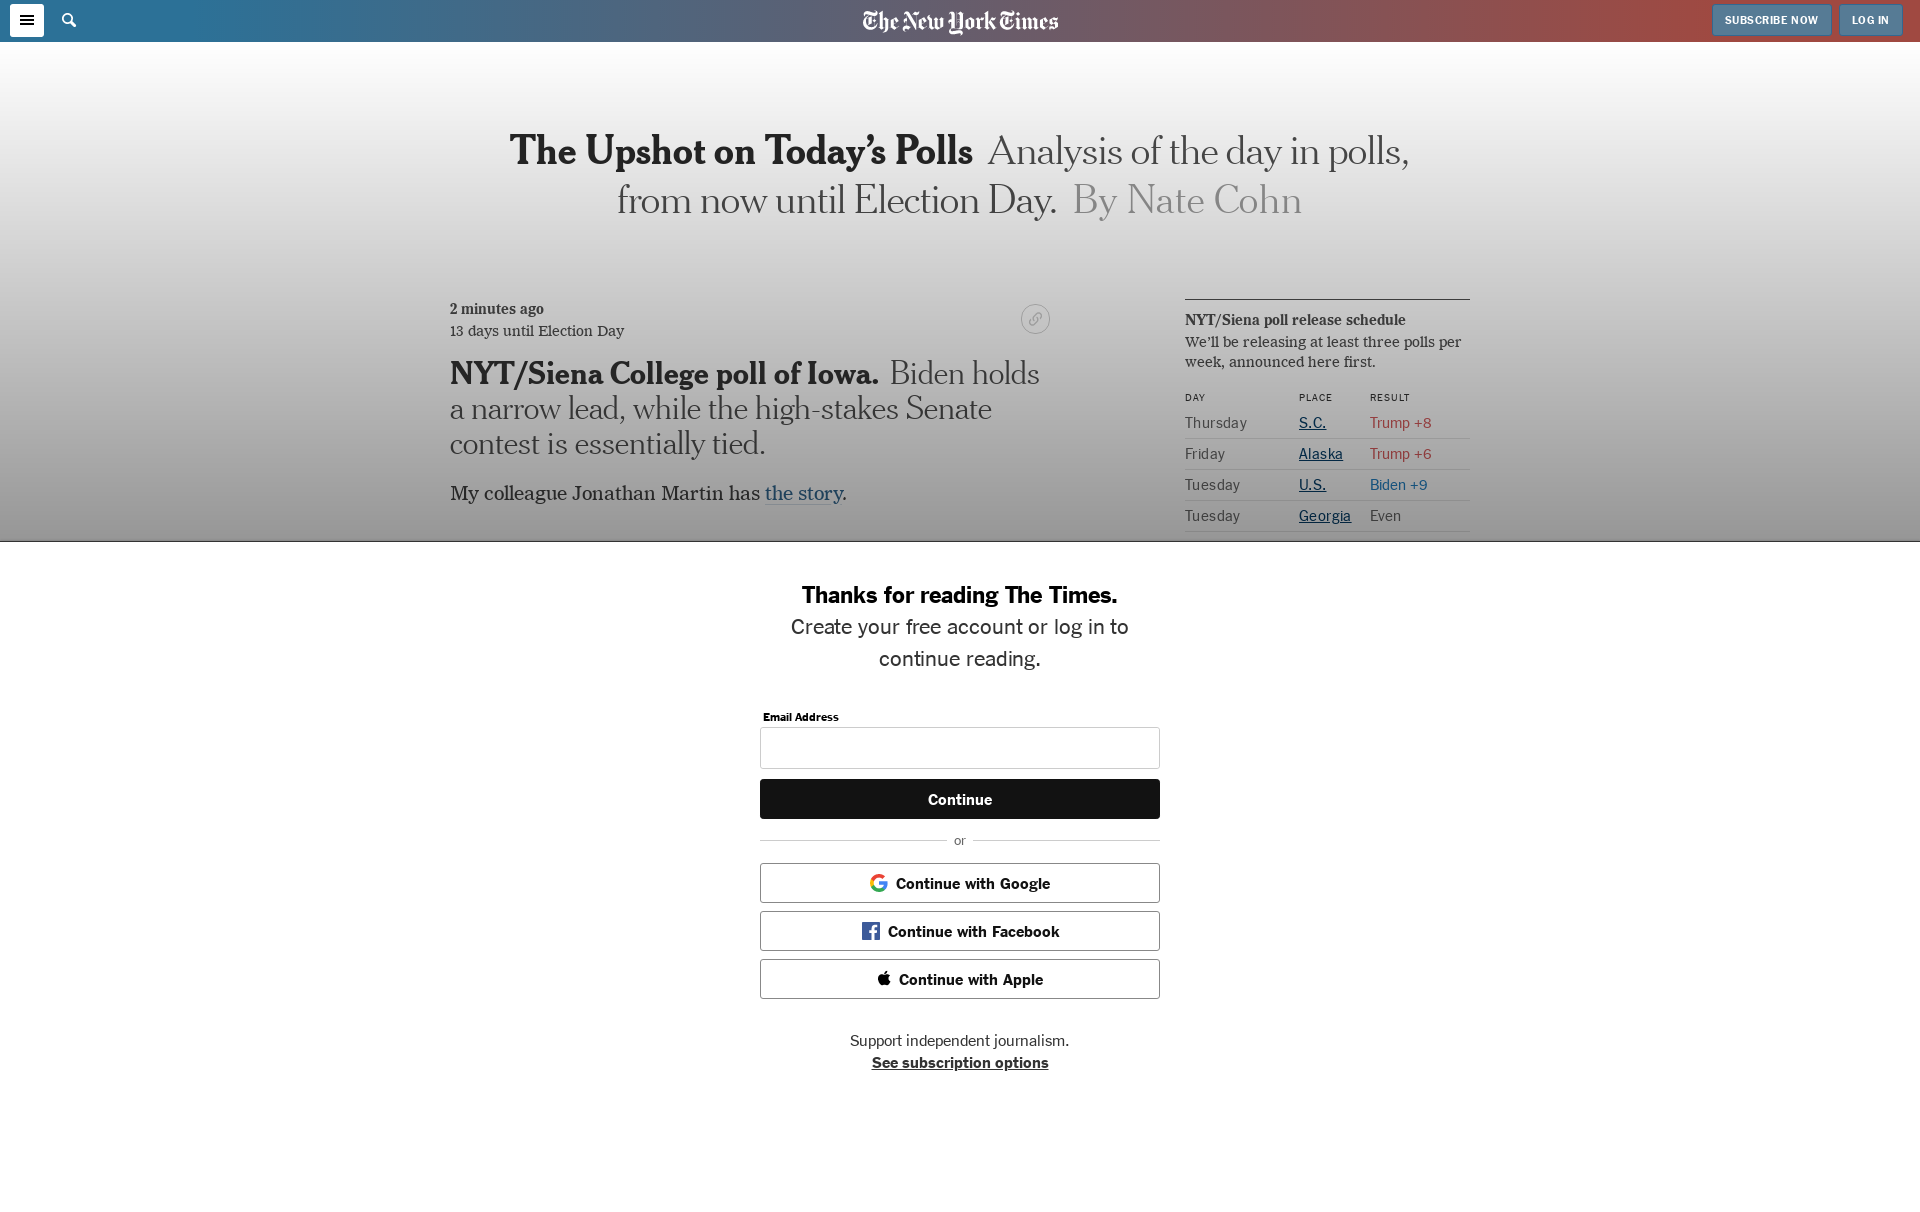 The New York Times
SUBSCRIBE NOW
LOG IN
The Upshot on Today's Polls Analysis of the day in polls,
from now until Election Day. By Nate Cohn
2 minutes ago
13 days until Election Day
NYT/Siena College poll of Iowa. Biden holds
a narrow lead, while the high-stakes Senate
contest is essentially tied.
My colleague Jonathan Martin has the story.
NYT/Siena poll release schedule
We'll be releasing at least three polls per
week, announced here first.
DAY PLACE RESULT
Thursday S.C. Trump +8
Friday Alaska Trump +6
Tuesday U.S. Biden +9
Tuesday Georgia Even
Thanks for reading The Times.
Create your free account or log in to
continue reading.
Email Address
Continue
or
Continue with Google
Continue with Facebook
Continue with Apple
Support independent journalism.
See subscription options